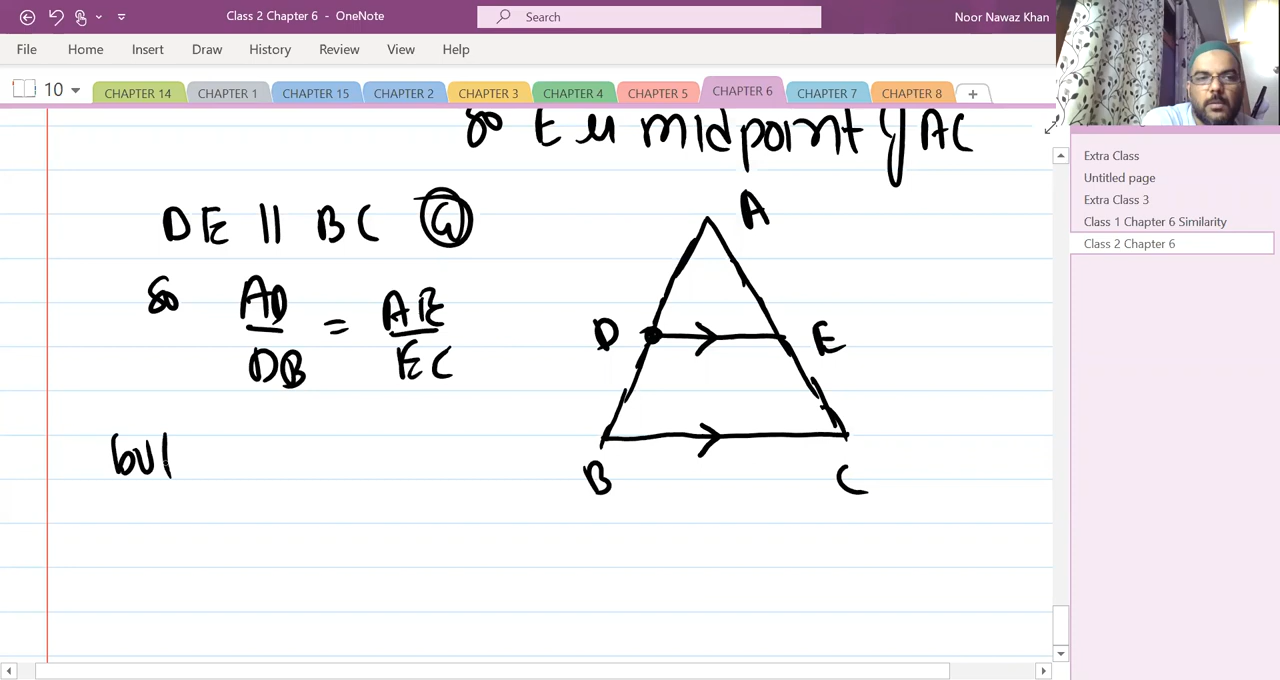 Class 2 Chapter 6 - OneNote
Search
Noor Nawaz Khan
File Home Insert Draw History Review View Help
10 CHAPTER 14 CHAPTER 1 CHAPTER 15 CHAPTER 2 CHAPTER 3 CHAPTER 4 CHAPTER 5 CHAPTER 6 CHAPTER 7 CHAPTER 8 +
Extra Class
Untitled page
Extra Class 3
Class 1 Chapter 6 Similarity
Class 2 Chapter 6
so E is midpoint of AC
DE || BC G
so AD/DB = AE/EC
but
A
D E
B C